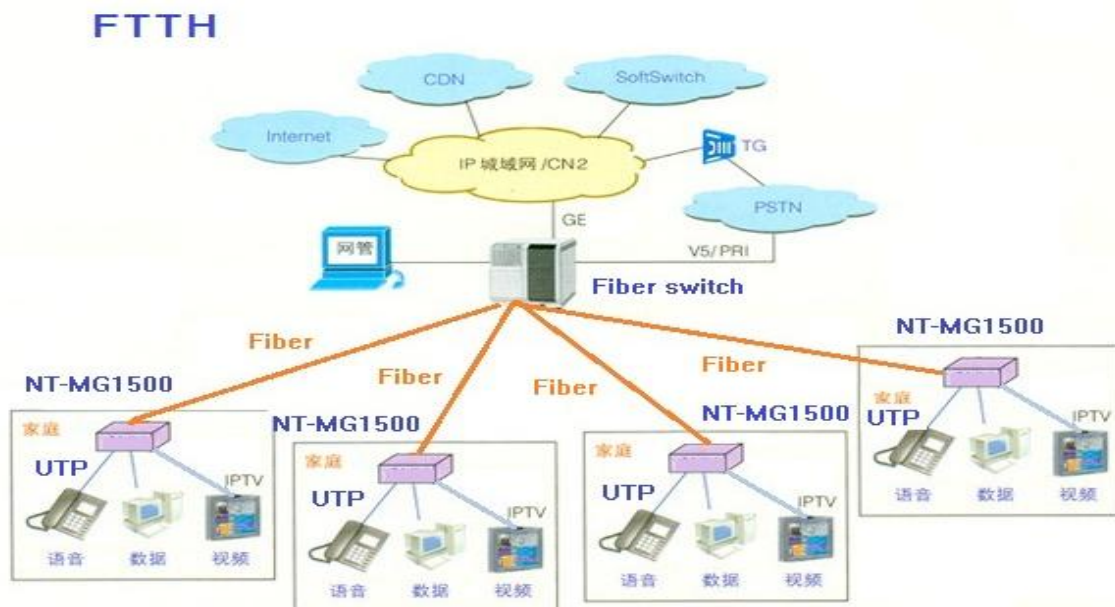 FTTH
CDN
SoftSwitch
Internet
IP 城域网/CN2
TG
PSTN
GE
网管
V5/PRI
Fiber switch
Fiber
Fiber
Fiber
Fiber
NT-MG1500
家庭
UTP
IPTV
语音 数据 视频
NT-MG1500
家庭
UTP
IPTV
语音 数据 视频
NT-MG1500
家庭
UTP
IPTV
语音 数据 视频
NT-MG1500
家庭
UTP
IPTV
语音 数据 视频